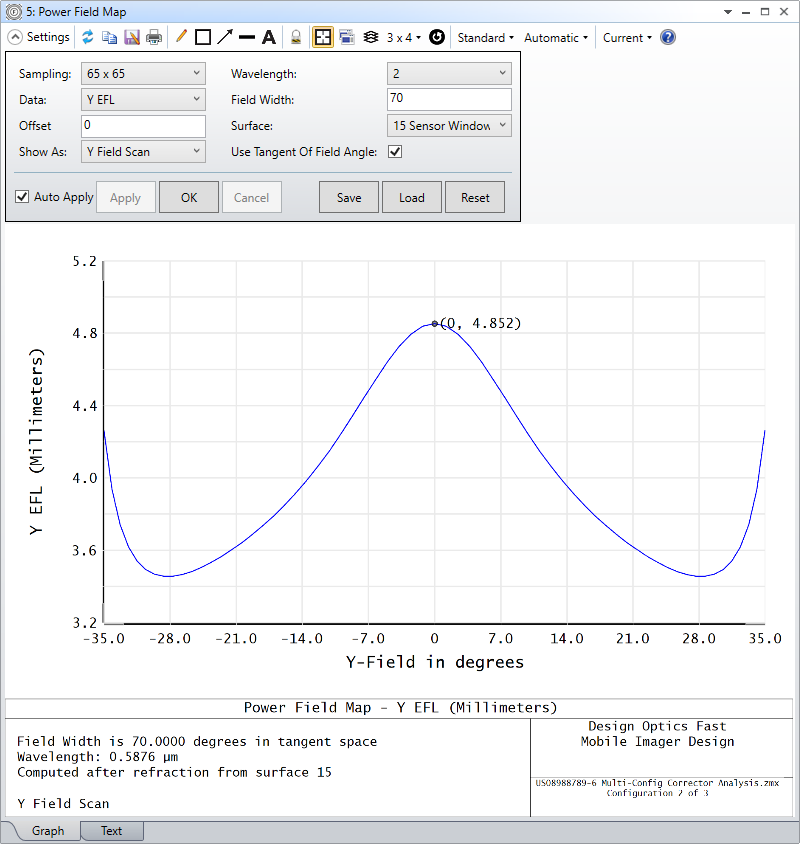 5: Power Field Map
Settings 3 x 4 Standard Automatic Current
Sampling: 65 x 65 Wavelength: 2
Data: Y EFL Field Width: 70
Offset 0 Surface: 15 Sensor Window
Show As: Y Field Scan Use Tangent Of Field Angle:
Auto Apply Apply OK Cancel Save Load Reset
5.2
4.8
4.4
4.0
3.6
3.2
Y EFL (Millimeters)
(0, 4.852)
-35.0 -28.0 -21.0 -14.0 -7.0 0 7.0 14.0 21.0 28.0 35.0
Y-Field in degrees
Power Field Map - Y EFL (Millimeters)
Field Width is 70.0000 degrees in tangent space
Wavelength: 0.5876 µm
Computed after refraction from surface 15
Y Field Scan
Design Optics Fast
Mobile Imager Design
US08988789-6 Multi-Config Corrector Analysis.zmx
Configuration 2 of 3
Graph Text